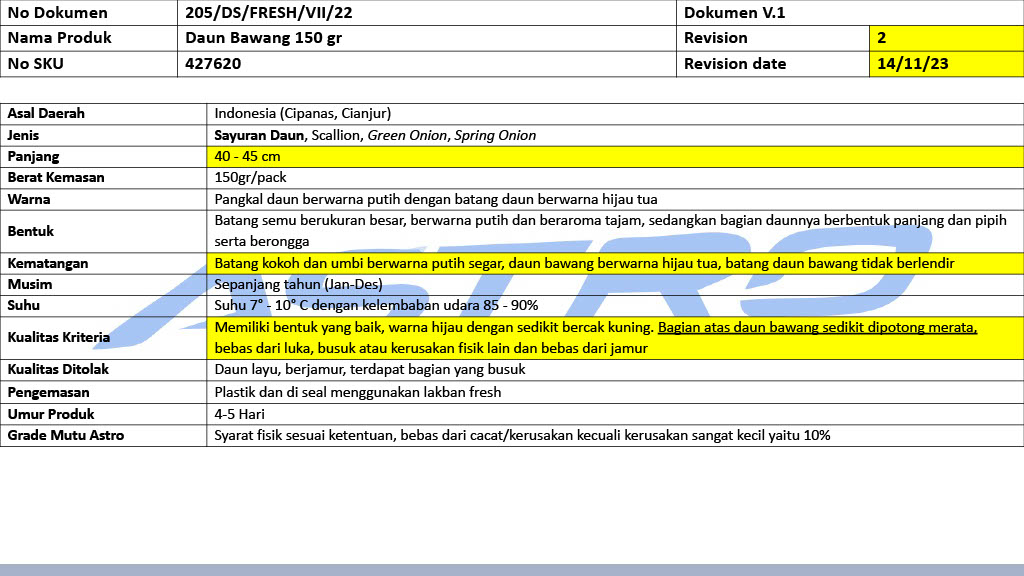 No Dokumen 205/DS/FRESH/VII/22 Dokumen V.1
Nama Produk Daun Bawang 150 gr Revision 2
No SKU 427620 Revision date 14/11/23
Asal Daerah Indonesia (Cipanas, Cianjur)
Jenis Sayuran Daun, Scallion, Green Onion, Spring Onion
Panjang 40 - 45 cm
Berat Kemasan 150gr/pack
Warna Pangkal daun berwarna putih dengan batang daun berwarna hijau tua
Bentuk Batang semu berukuran besar, berwarna putih dan beraroma tajam, sedangkan bagian daunnya berbentuk panjang dan pipih
serta berongga
Kematangan Batang kokoh dan umbi berwarna putih segar, daun bawang berwarna hijau tua, batang daun bawang tidak berlendir
Musim Sepanjang tahun (Jan-Des)
Suhu Suhu 7° - 10° C dengan kelembaban udara 85 - 90%
Kualitas Kriteria Memiliki bentuk yang baik, warna hijau dengan sedikit bercak kuning. Bagian atas daun bawang sedikit dipotong merata,
bebas dari luka, busuk atau kerusakan fisik lain dan bebas dari jamur
Kualitas Ditolak Daun layu, berjamur, terdapat bagian yang busuk
Pengemasan Plastik dan di seal menggunakan lakban fresh
Umur Produk 4-5 Hari
Grade Mutu Astro Syarat fisik sesuai ketentuan, bebas dari cacat/kerusakan kecuali kerusakan sangat kecil yaitu 10%
ASTRO